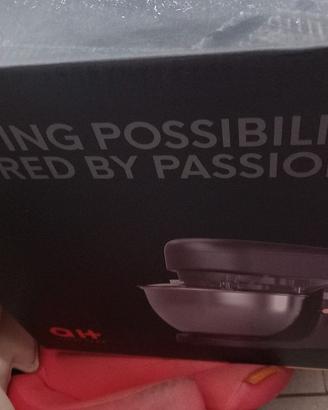 ING POSSIBILI
RED BY PASSIO